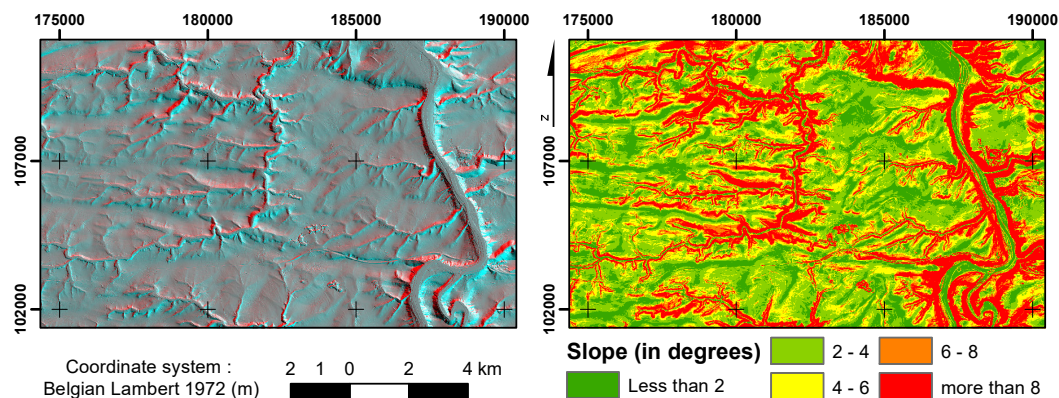 175000 180000 185000 190000
175000 180000 185000 190000
107000
102000
107000
102000
z
Coordinate system :
Belgian Lambert 1972 (m)
2 1 0 2 4 km
Slope (in degrees)
Less than 2
2 - 4
4 - 6
6 - 8
more than 8